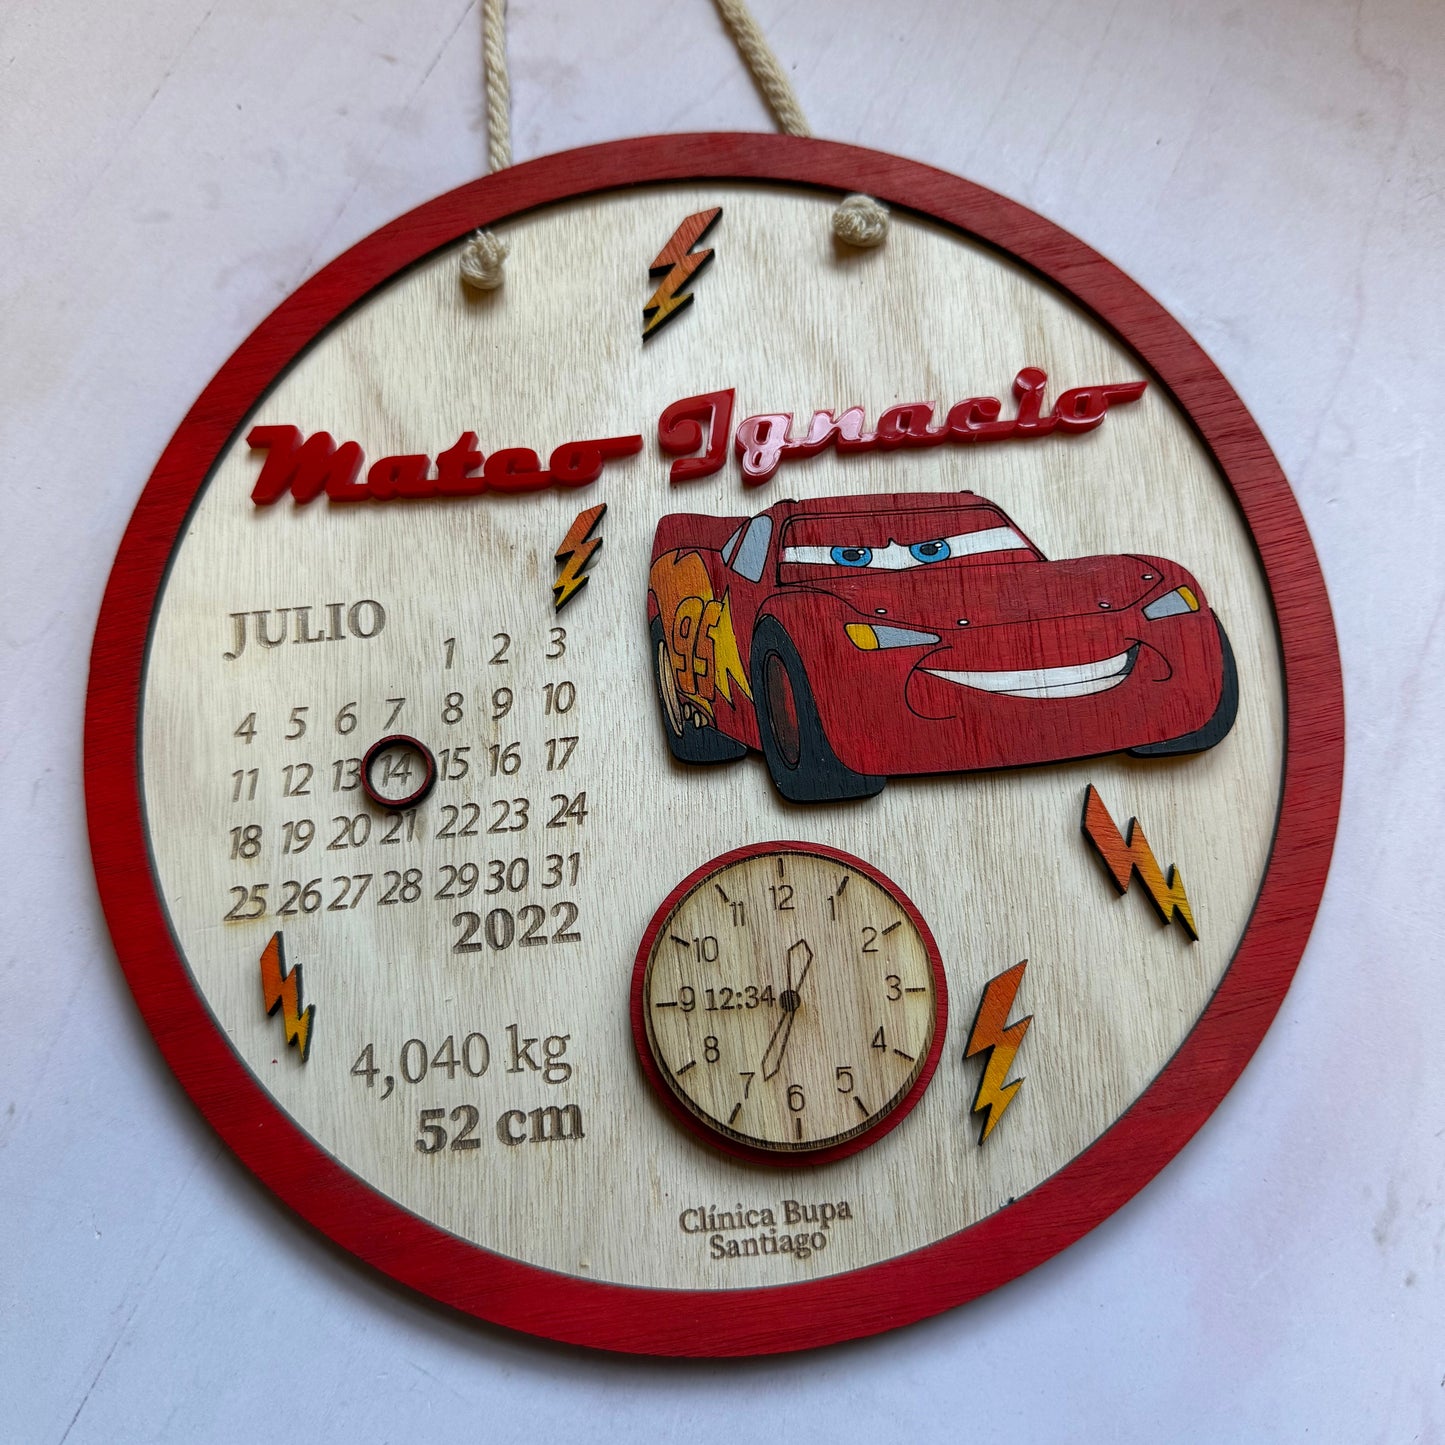 Mateo Ignacio
JULIO
1 2 3
4 5 6 7 8 9 10
11 12 13 14 15 16 17
18 19 20 21 22 23 24
25 26 27 28 29 30 31
2022
95
4,040 kg
52 cm
12
11 1
10 2
9 12:34 3
8 4
7 5
6
Clínica Bupa
Santiago